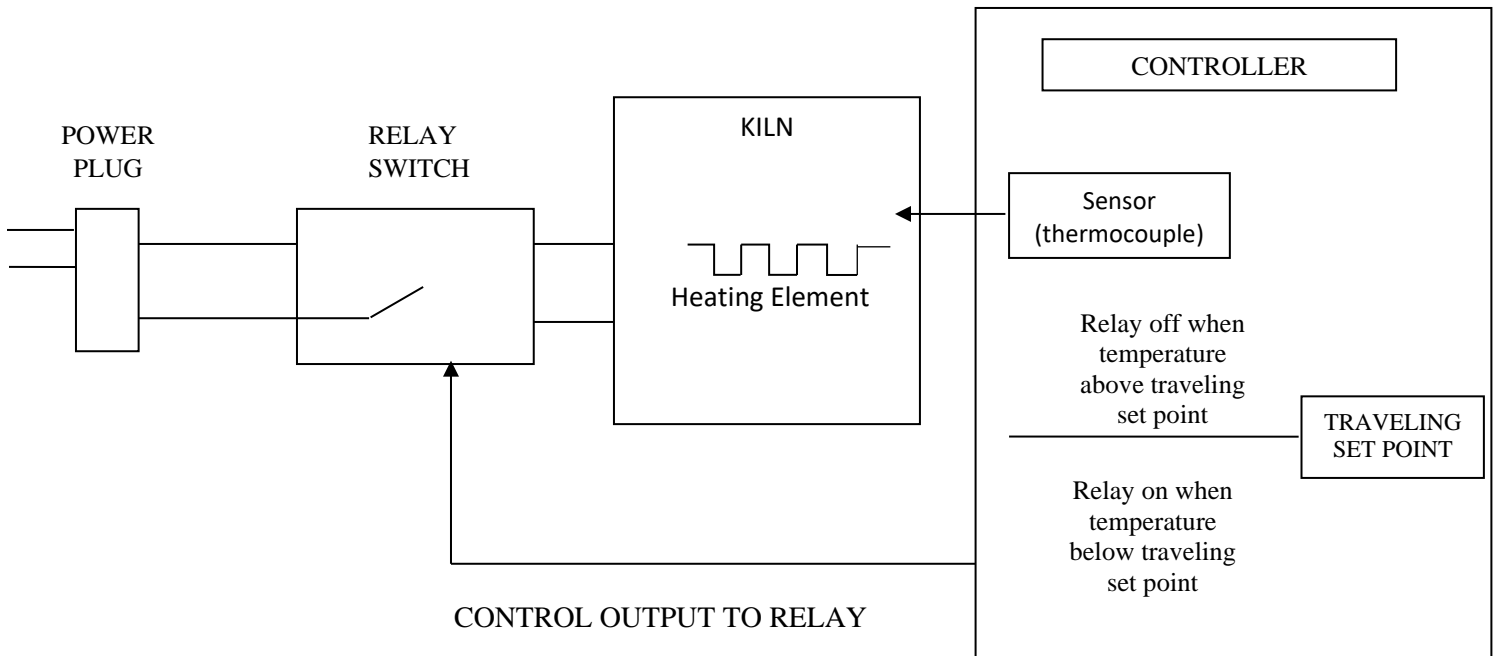 CONTROLLER
POWER
PLUG
RELAY
SWITCH
KILN
Sensor
(thermocouple)
Heating Element
Relay off when
temperature
above traveling
set point
TRAVELING
SET POINT
Relay on when
temperature
below traveling
set point
CONTROL OUTPUT TO RELAY